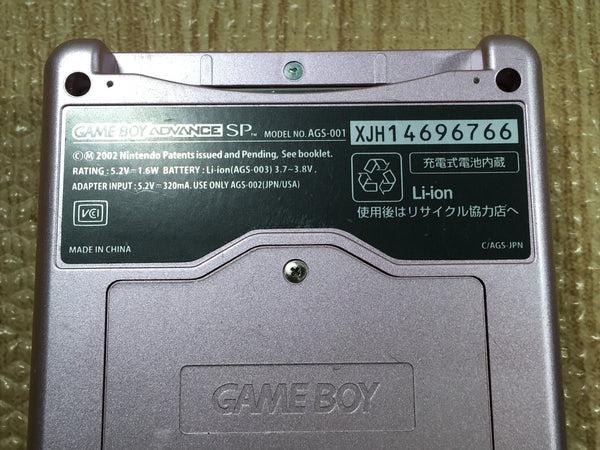 GAME BOY ADVANCE SP™ MODEL NO. AGS-001 XJH14696766
©Ⓜ 2002 Nintendo Patents issued and Pending, See booklet.
RATING : 5.2V⎓1.6W BATTERY : Li-ion(AGS-003) 3.7~3.8V⎓
ADAPTER INPUT : 5.2V⎓320mA. USE ONLY AGS-002(JPN/USA)
VCI
MADE IN CHINA
充電式電池内蔵
Li-ion
使用後はリサイクル協力店へ
C/AGS-JPN
GAME BOY